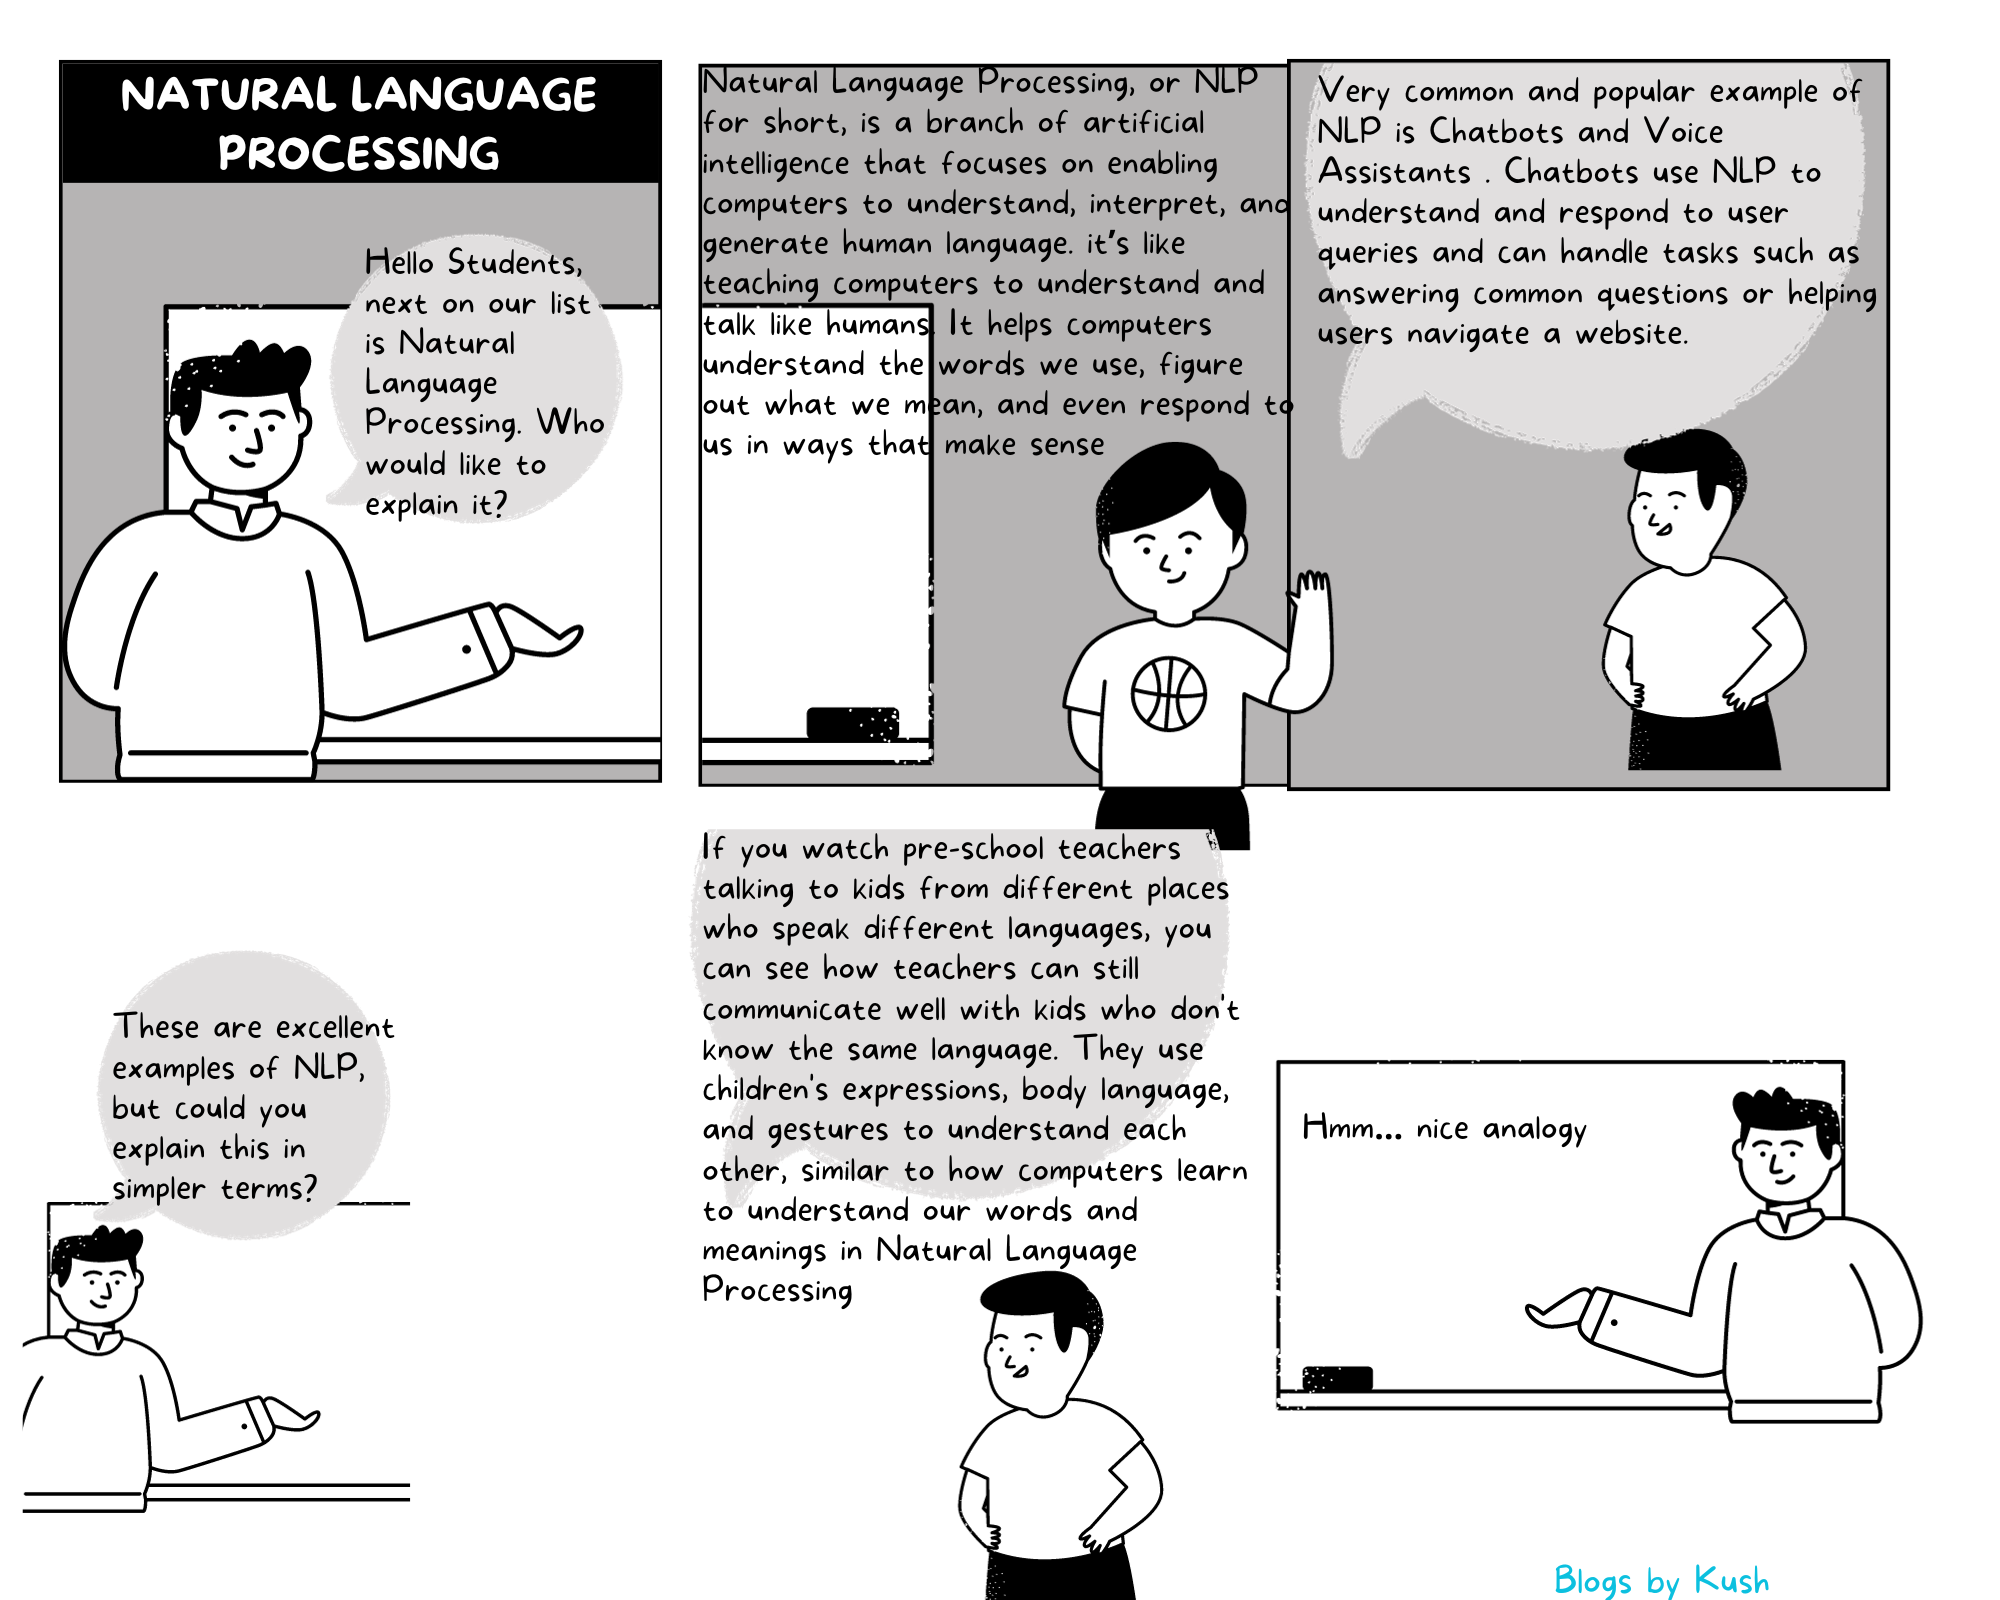 NATURAL LANGUAGE
PROCESSING
Hello Students,
next on our list
is Natural
Language
Processing. Who
would like to
explain it?
Natural Language Processing, or NLP
for short, is a branch of artificial
intelligence that focuses on enabling
computers to understand, interpret, and
generate human language. it's like
teaching computers to understand and
talk like humans. It helps computers
understand the words we use, figure
out what we mean, and even respond to
us in ways that make sense
Very common and popular example of
NLP is Chatbots and Voice
Assistants . Chatbots use NLP to
understand and respond to user
queries and can handle tasks such as
answering common questions or helping
users navigate a website.
These are excellent
examples of NLP,
but could you
explain this in
simpler terms?
If you watch pre-school teachers
talking to kids from different places
who speak different languages, you
can see how teachers can still
communicate well with kids who don't
know the same language. They use
children's expressions, body language,
and gestures to understand each
other, similar to how computers learn
to understand our words and
meanings in Natural Language
Processing
Hmm... nice analogy
Blogs by Kush